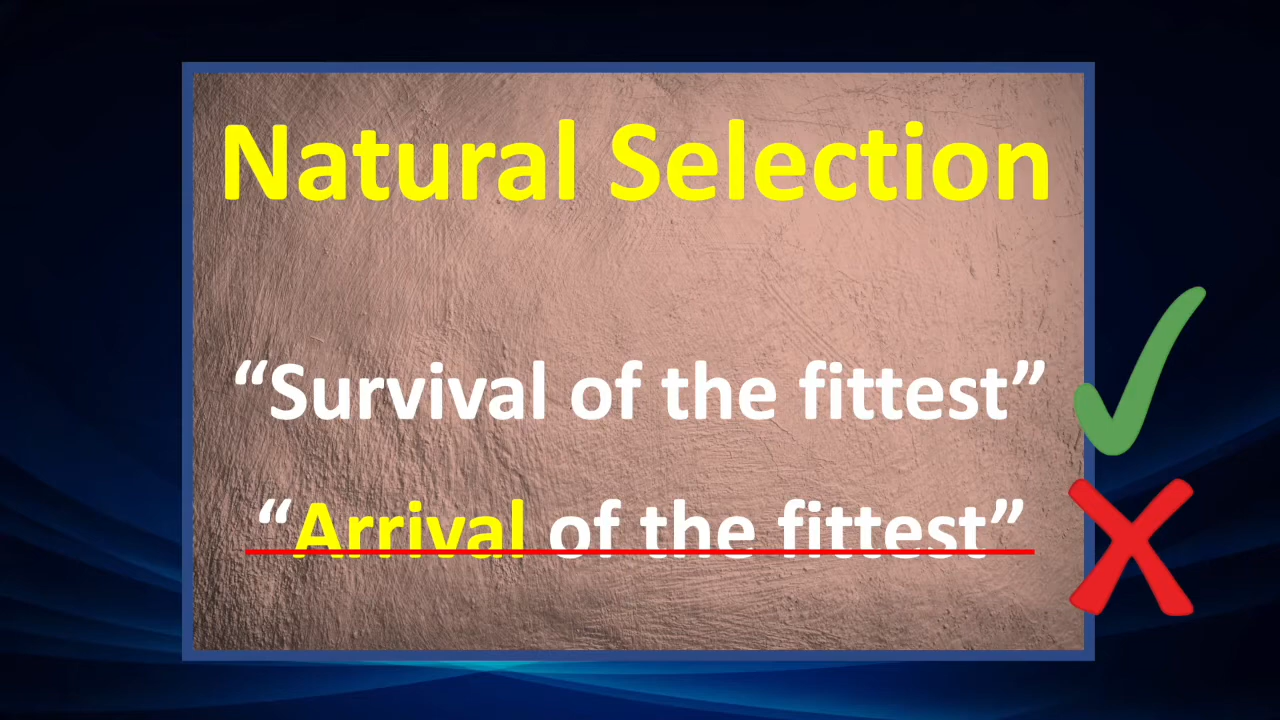 Natural Selection
“Survival of the fittest”
“Arrival of the fittest”